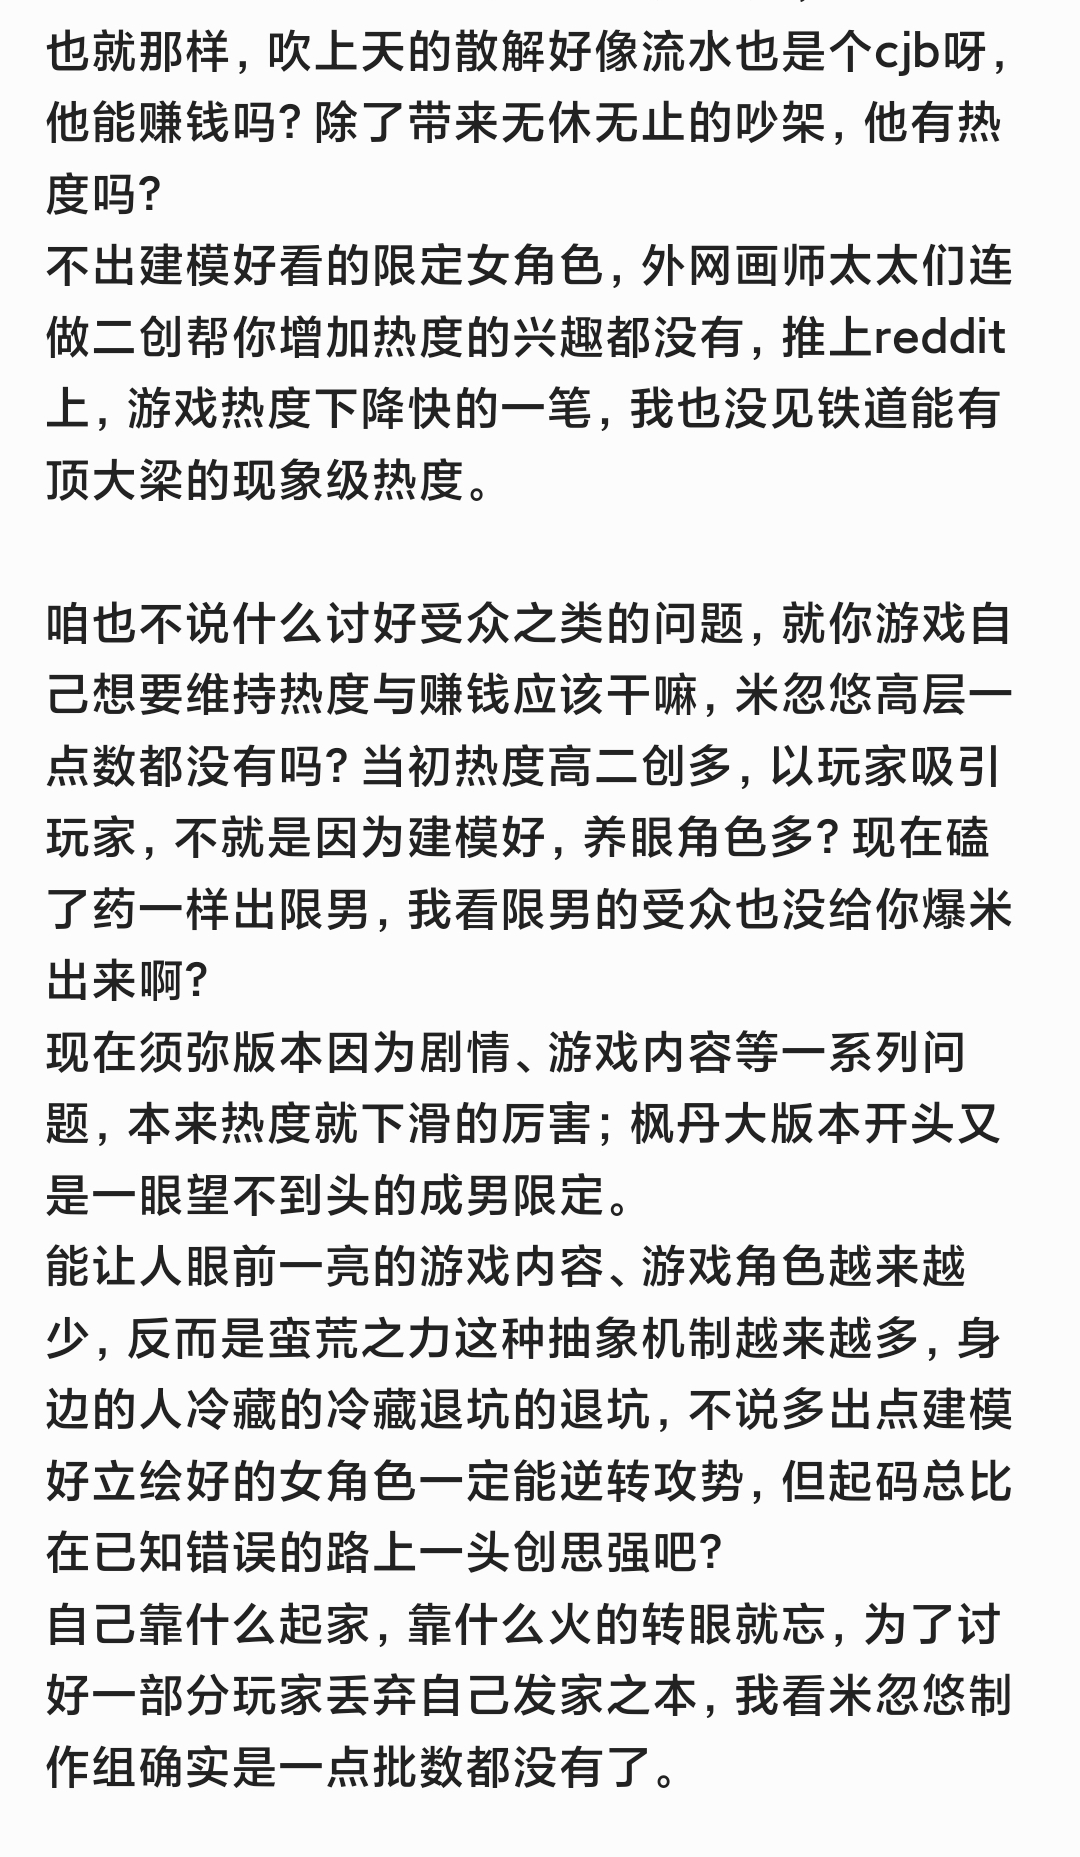 也就那样，吹上天的散解好像流水也是个cjb呀，
他能赚钱吗？除了带来无休无止的吵架，他有热
度吗？
不出建模好看的限定女角色，外网画师太太们连
做二创帮你增加热度的兴趣都没有，推上reddit
上，游戏热度下降快的一笔，我也没见铁道能有
顶大梁的现象级热度。
咱也不说什么讨好受众之类的问题，就你游戏自
己想要维持热度与赚钱应该干嘛，米忽悠高层一
点数都没有吗？当初热度高二创多，以玩家吸引
玩家，不就是因为建模好，养眼角色多？现在磕
了药一样出限男，我看限男的受众也没给你爆米
出来啊？
现在须弥版本因为剧情、游戏内容等一系列问
题，本来热度就下滑的厉害；枫丹大版本开头又
是一眼望不到头的成男限定。
能让人眼前一亮的游戏内容、游戏角色越来越
少，反而是蛮荒之力这种抽象机制越来越多，身
边的人冷藏的冷藏退坑的退坑，不说多出点建模
好立绘好的女角色一定能逆转攻势，但起码总比
在已知错误的路上一头创思强吧？
自己靠什么起家，靠什么火的转眼就忘，为了讨
好一部分玩家丢弃自己发家之本，我看米忽悠制
作组确实是一点批数都没有了。